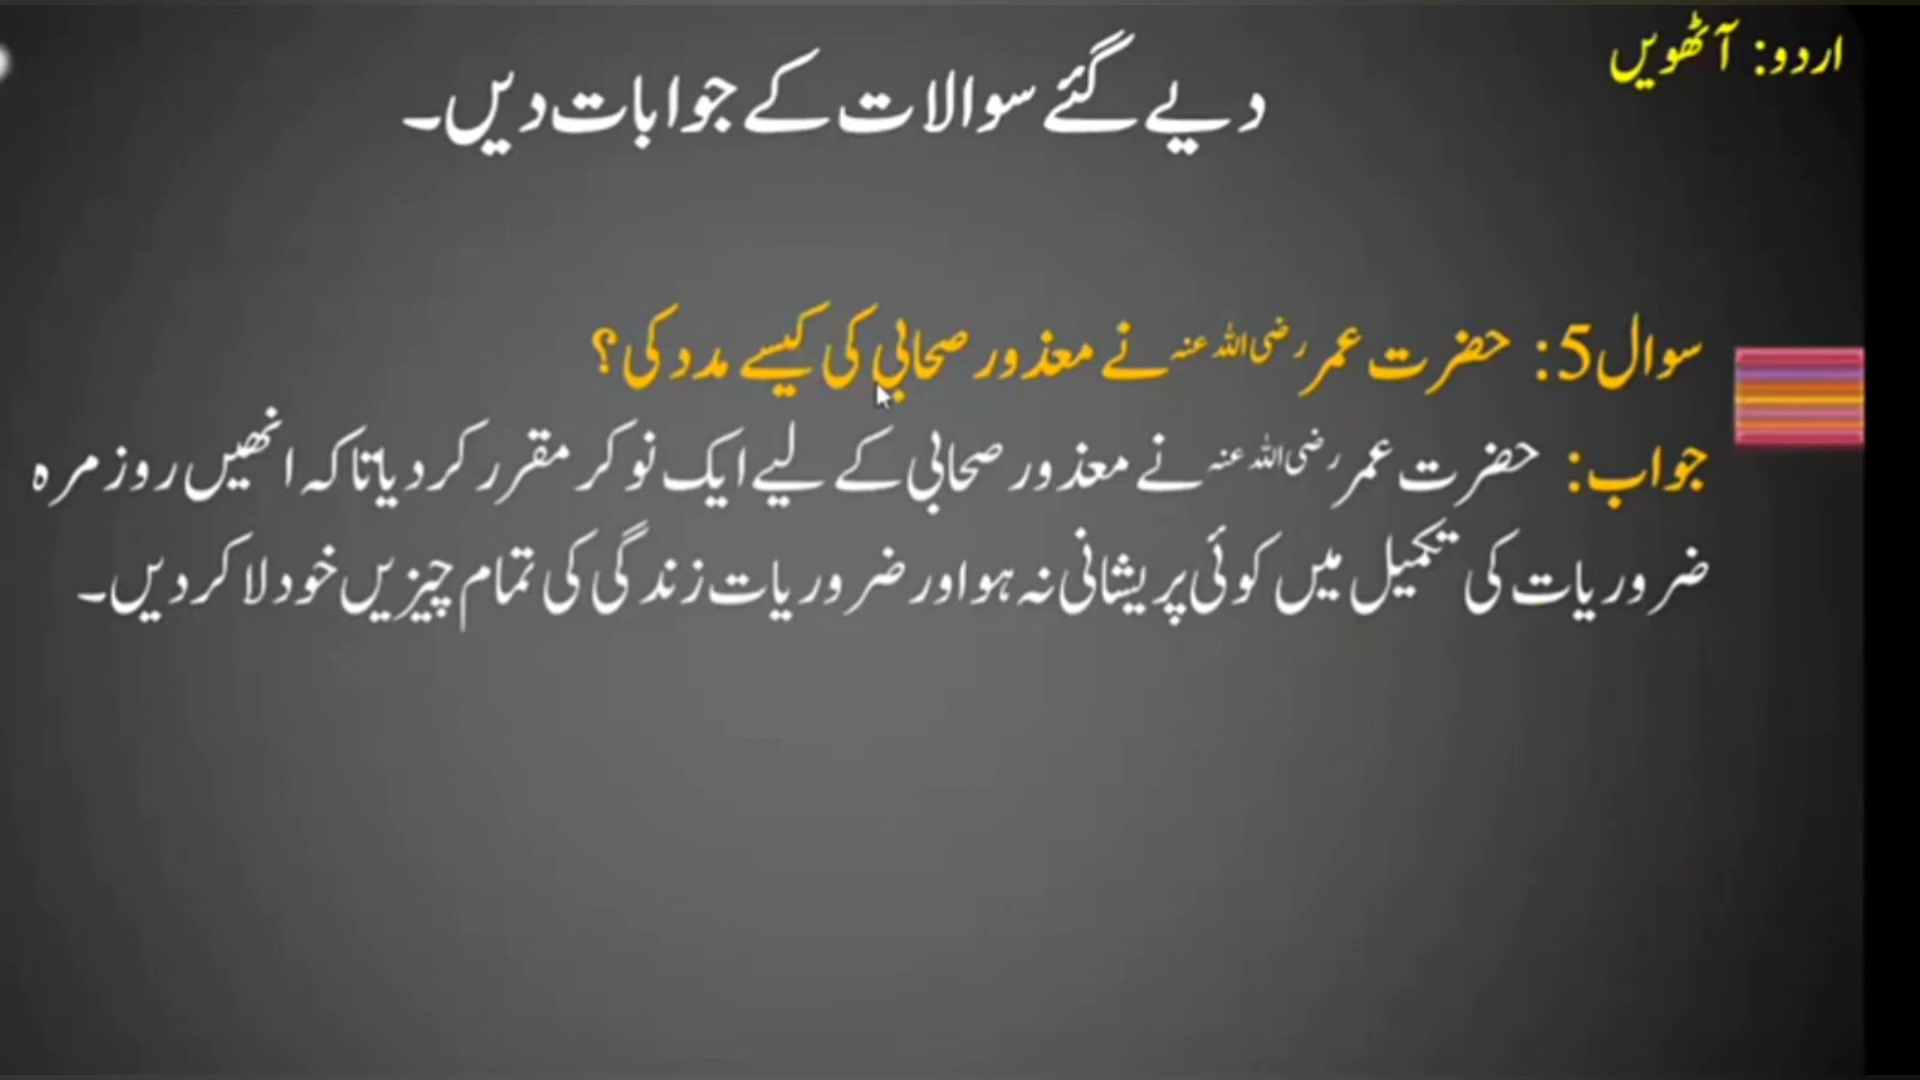 اردو: آٹھویں
دیے گئے سوالات کے جوابات دیں۔
سوال5: حضرت عمر رضی اللہ عنہ نے معذور صحابی کی کیسے مدد کی؟
جواب: حضرت عمر رضی اللہ عنہ نے معذور صحابی کے لیے ایک نوکر مقرر کر دیا تاکہ انھیں روزمرہ
ضروریات کی تکمیل میں کوئی پریشانی نہ ہو اور ضروریات زندگی کی تمام چیزیں خود لا کر دیں۔